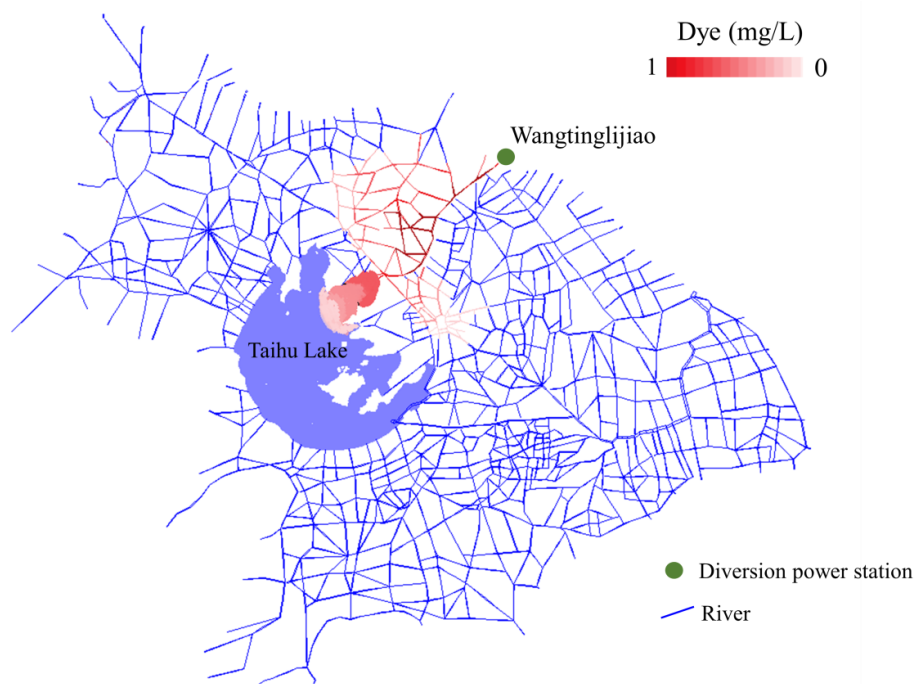 Dye (mg/L)
1 0
Wangtinglijiao
Taihu Lake
Diversion power station
River